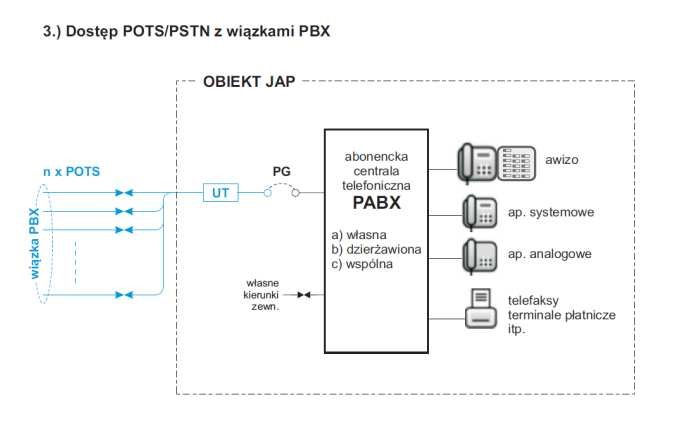 3.) Dostęp POTS/PSTN z wiązkami PBX
OBIEKT JAP
n x POTS
wiązka PBX
UT
PG
abonencka
centrala
telefoniczna
PABX
a) własna
b) dzierżawiona
c) wspólna
własne
kierunki
zewn.
awizo
ap. systemowe
ap. analogowe
telefaksy
terminale płatnicze
itp.